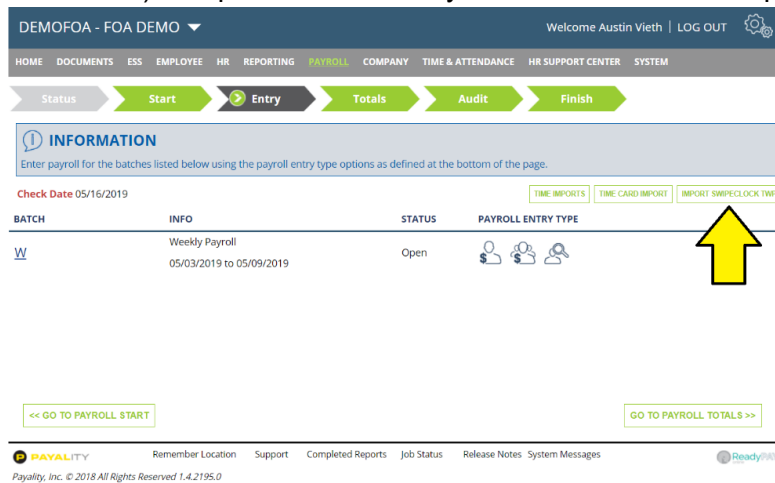 DEMOFOA - FOA DEMO
Welcome Austin Vieth | LOG OUT
HOME DOCUMENTS ESS EMPLOYEE HR REPORTING PAYROLL COMPANY TIME & ATTENDANCE HR SUPPORT CENTER SYSTEM
Status Start Entry Totals Audit Finish
INFORMATION
Enter payroll for the batches listed below using the payroll entry type options as defined at the bottom of the page.
Check Date 05/16/2019
TIME IMPORTS TIME CARD IMPORT IMPORT SWIPECLOCK TWP
BATCH INFO STATUS PAYROLL ENTRY TYPE
W Weekly Payroll Open
05/03/2019 to 05/09/2019
<< GO TO PAYROLL START GO TO PAYROLL TOTALS >>
PAYALITY Remember Location Support Completed Reports Job Status Release Notes System Messages ReadyPAY
Payality, Inc. © 2018 All Rights Reserved 1.4.2195.0